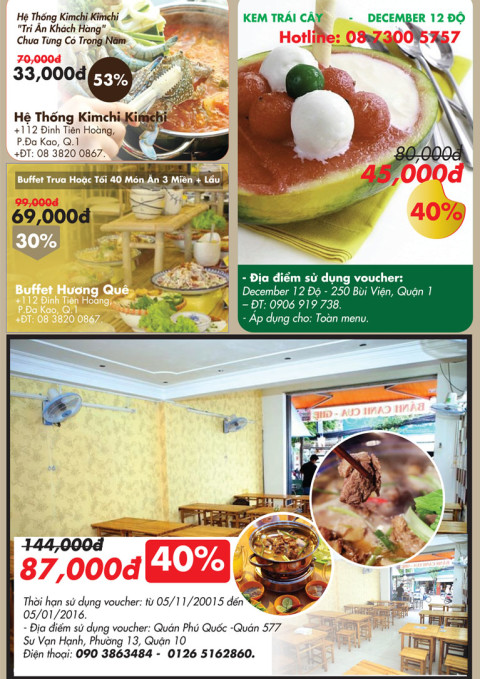 Hệ Thống Kimchi Kimchi
"Tri Ân Khách Hàng
Chưa Từng Có Trong Năm
70,000đ
33,000đ
53%
Hệ Thống Kimchi Kimchi
+112 Đinh Tiên Hoàng,
P.Đa Kao, Q.1
+ĐT: 08 3820 0867.
KEM TRÁI CÂY - DECEMBER 12 ĐỘ
Hotline: 08 7300 5757
80,000đ
45,000đ
40%
- Địa điểm sử dụng voucher:
December 12 Độ - 250 Bùi Viện, Quận 1
– ĐT: 0906 919 738.
- Áp dụng cho: Toàn menu.
Buffet Trưa Hoặc Tối 40 Món Ăn 3 Miền + Lẩu
99,000đ
69,000đ
30%
Buffet Hương Quê
+112 Đinh Tiên Hoàng,
P.Đa Kao, Q.1
+ĐT: 08 3820 0867.
BÁNH CANH CUA - GHẸ
144,000đ
87,000đ
40%
Thời hạn sử dụng voucher: từ 05/11/20015 đến
05/01/2016.
- Địa điểm sử dụng voucher: Quán Phú Quốc -Quán 577
Sư Vạn Hạnh, Phường 13, Quận 10
Điện thoại: 090 3863484 - 0126 5162860.